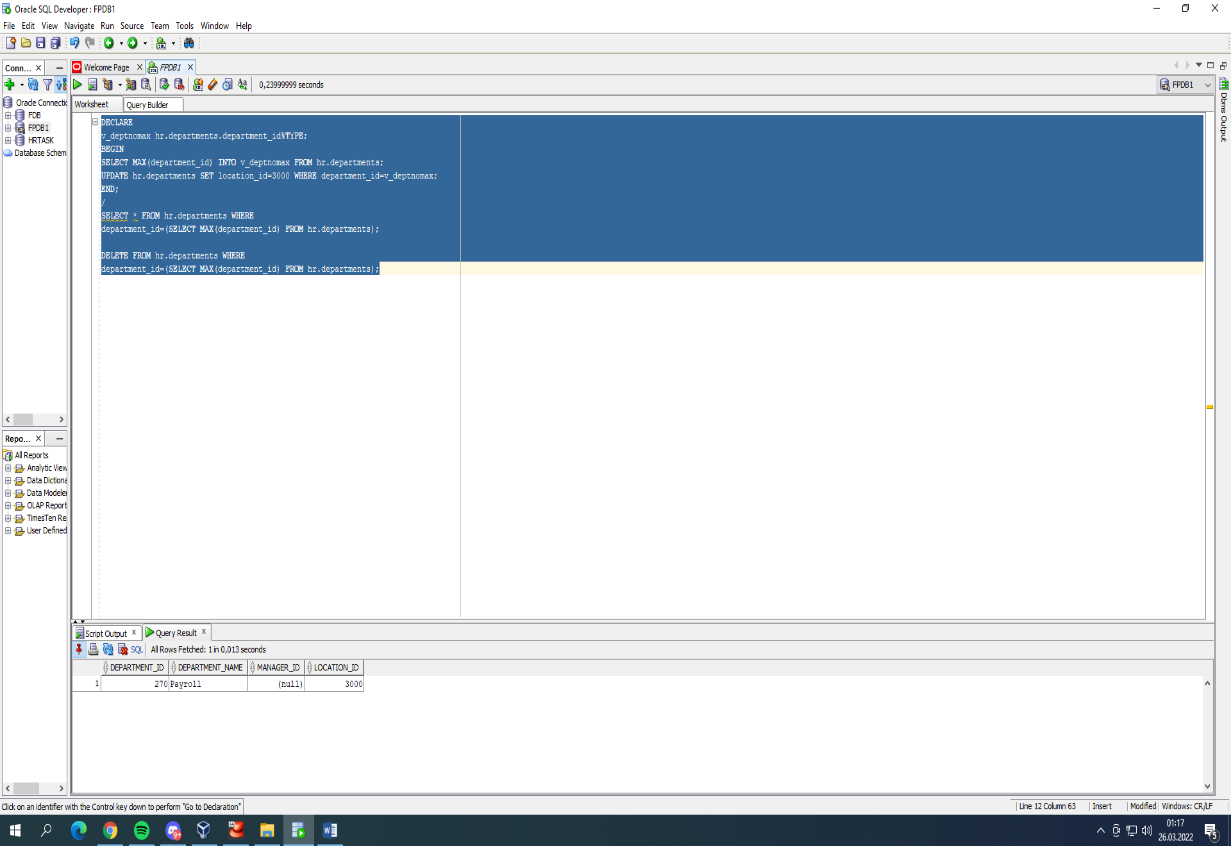 Oracle SQL Developer : FPDB1
File Edit View Navigate Run Source Team Tools Window Help
Conn... Welcome Page FPDB1
0,23999999 seconds FPDB1
Worksheet Query Builder
Oracle Connectic
FDB
FPDB1
HRTASK
Database Schem
Dbms Output
DECLARE
v_deptnomax hr.departments.department_id%TYPE;
BEGIN
SELECT MAX(department_id) INTO v_deptnomax FROM hr.departments;
UPDATE hr.departments SET location_id=3000 WHERE department_id=v_deptnomax;
END;
/
SELECT * FROM hr.departments WHERE
department_id=(SELECT MAX(department_id) FROM hr.departments);
DELETE FROM hr.departments WHERE
department_id=(SELECT MAX(department_id) FROM hr.departments);
Repo...
All Reports
Analytic View
Data Dictiona
Data Modeler
OLAP Report
TimesTen Re
User Defined
Script Output Query Result
SQL All Rows Fetched: 1 in 0,013 seconds
DEPARTMENT_ID DEPARTMENT_NAME MANAGER_ID LOCATION_ID
1 270 Payroll (null) 3000
Click on an identifier with the Control key down to perform "Go to Declaration"
Line 12 Column 63 Insert Modified Windows: CR/LF
01:17
26.03.2022
5